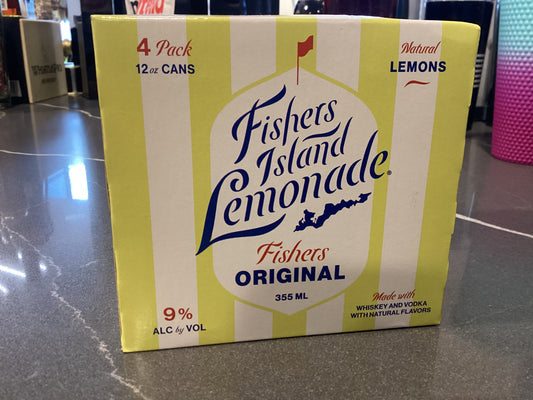 4 Pack
12 oz CANS
Natural
LEMONS
Fishers
Island
Lemonade®
Fishers
ORIGINAL
355 ML
9%
ALC by VOL
Made with
WHISKEY AND VODKA
WITH NATURAL FLAVORS